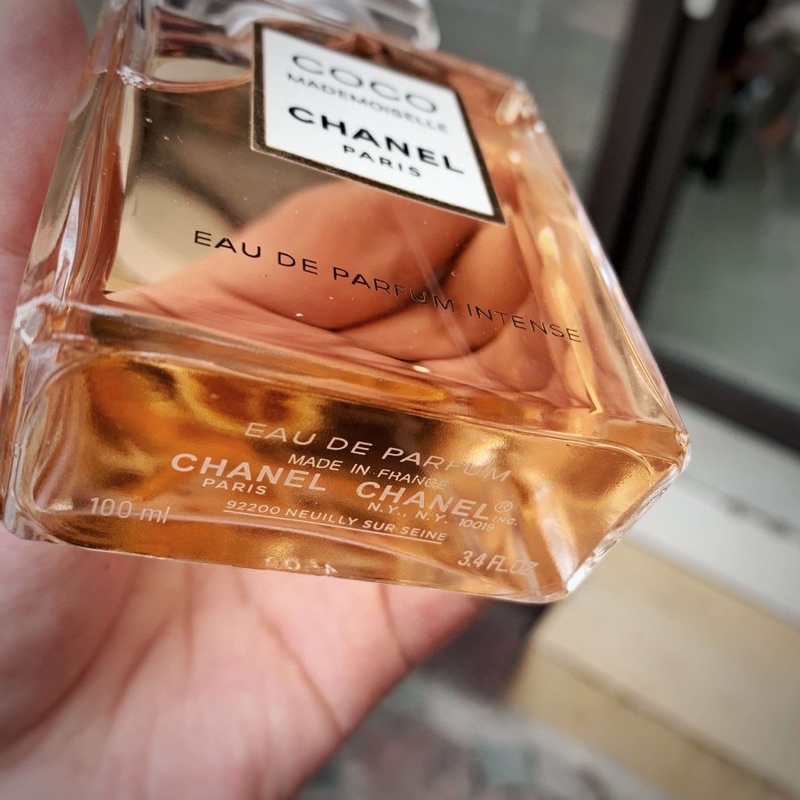 COCO
MADEMOISELLE
CHANEL
PARIS
EAU DE PARFUM INTENSE
EAU DE PARFUM
MADE IN FRANCE
CHANEL CHANEL® INC.
PARIS N.Y., N.Y. 10019
100 ml 92200 NEUILLY SUR SEINE
3.4 FL.OZ